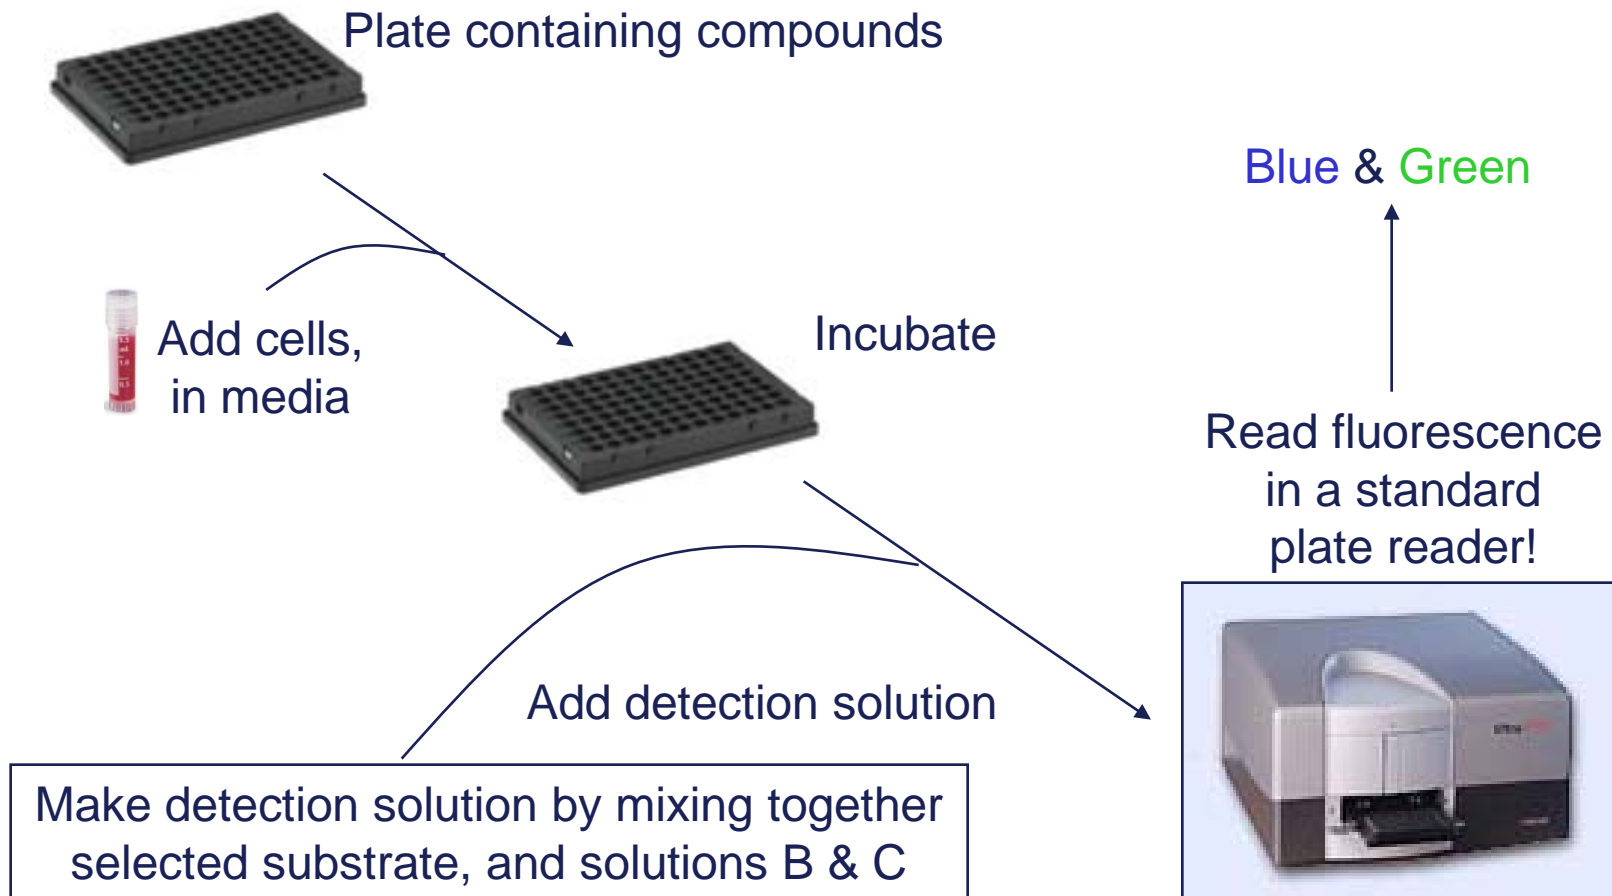 Plate containing compounds
Blue & Green
Add cells,
in media
Incubate
Read fluorescence
in a standard
plate reader!
Add detection solution
Make detection solution by mixing together
selected substrate, and solutions B & C